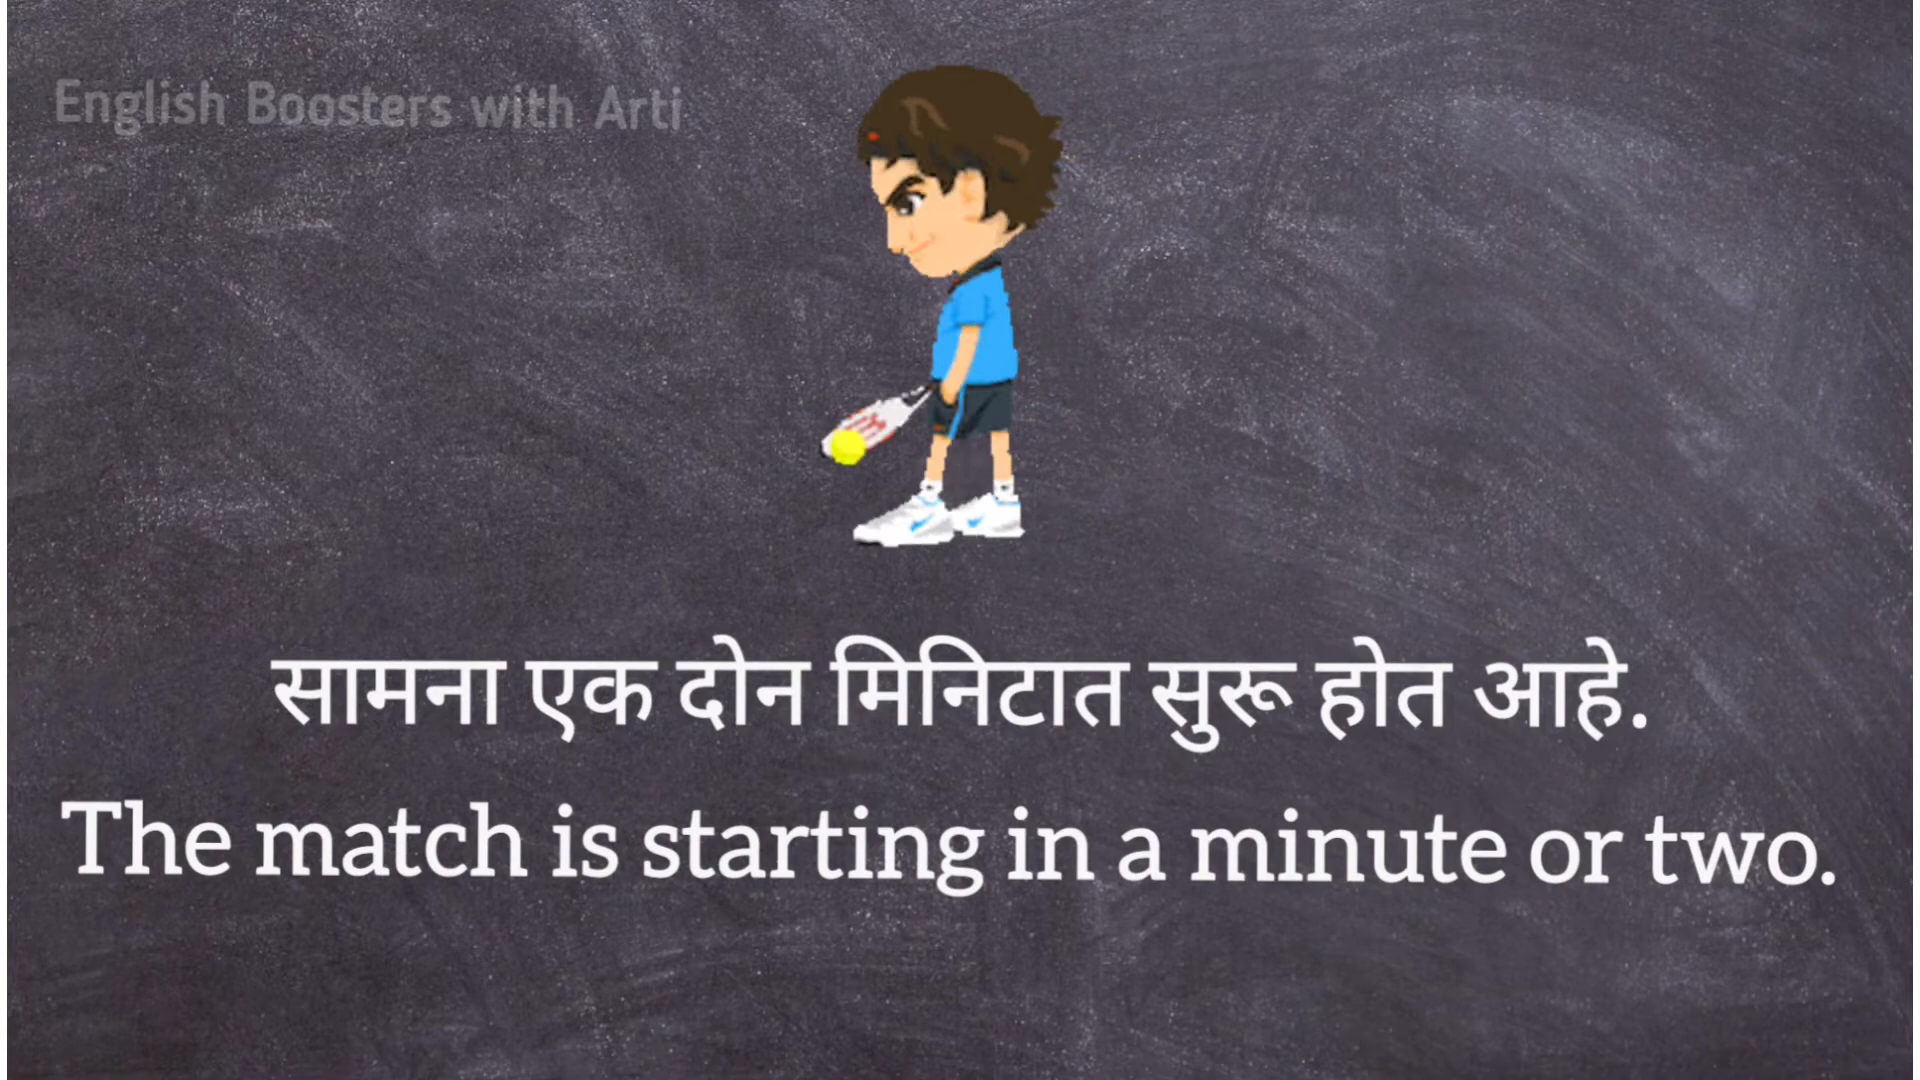 English Boosters with Arti
सामना एक दोन मिनिटात सुरू होत आहे.
The match is starting in a minute or two.